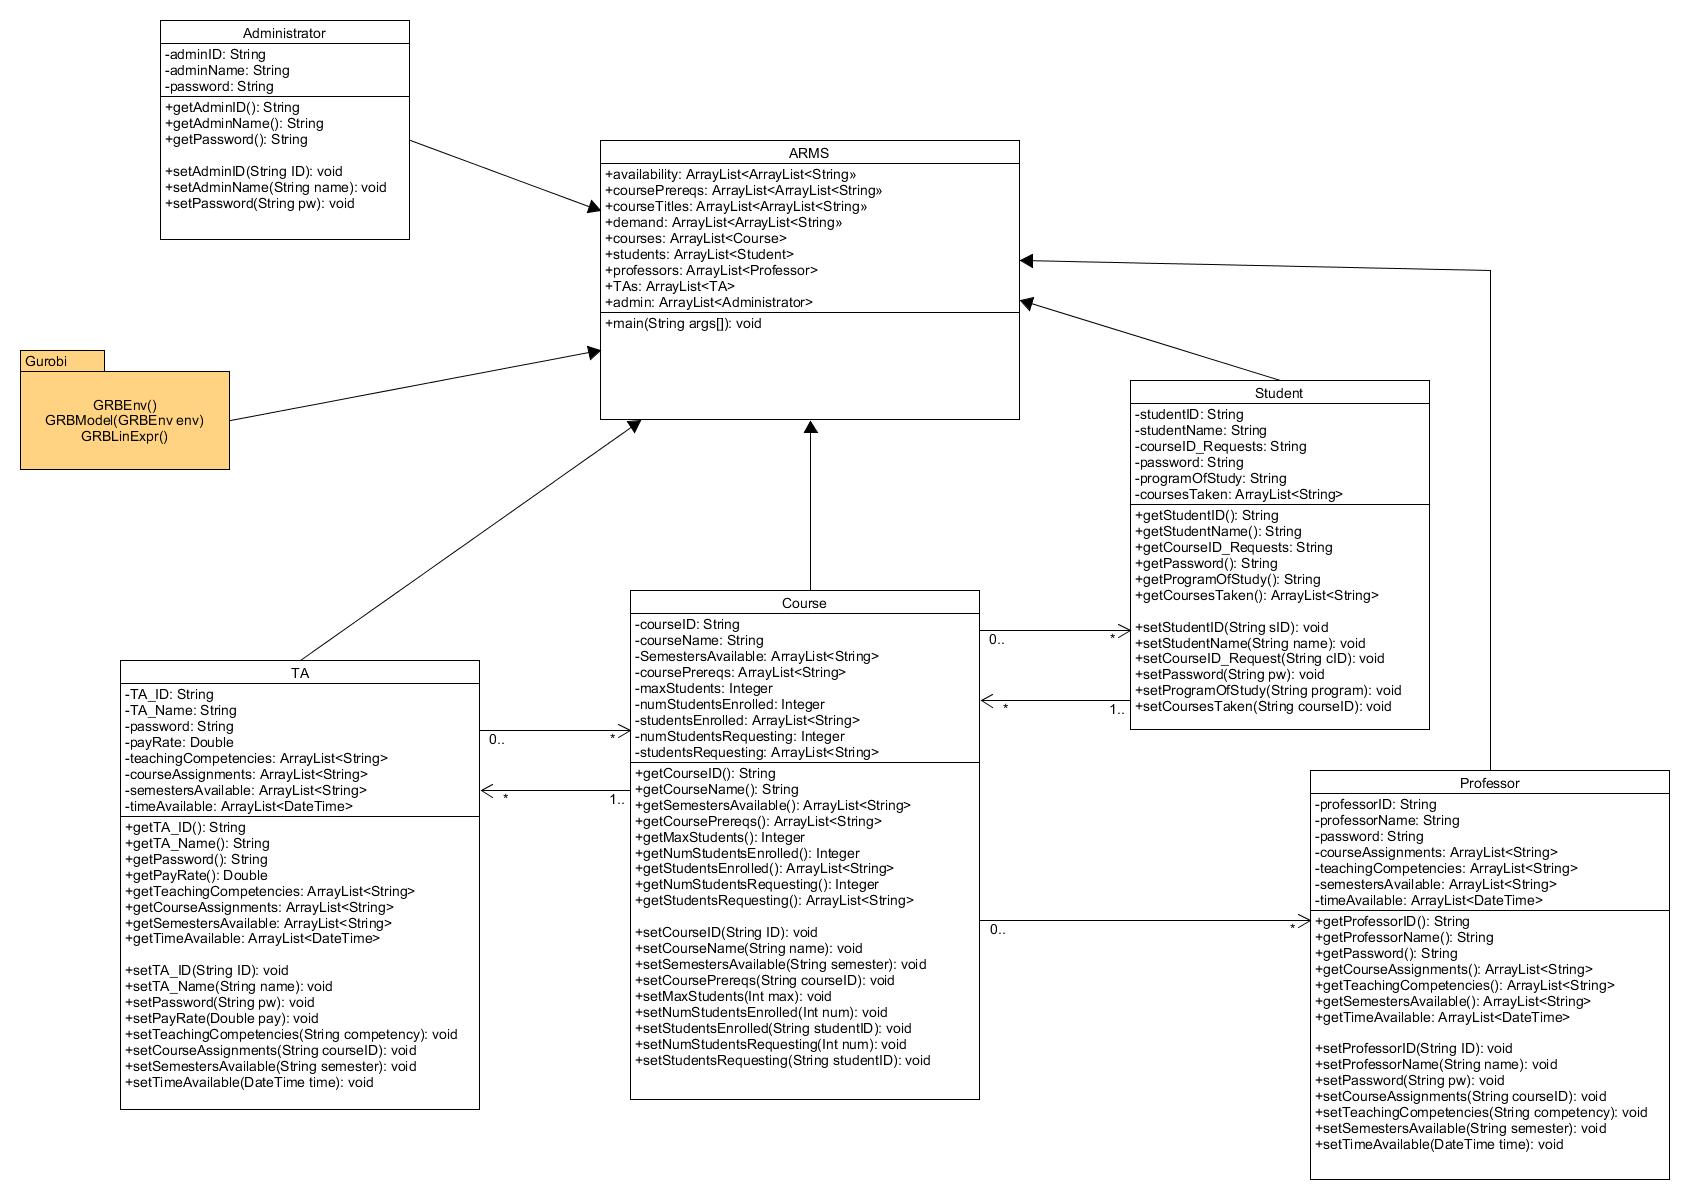 Administrator
-adminID: String
-adminName: String
-password: String
+getAdminID(): String
+getAdminName(): String
+getPassword(): String
+setAdminID(String ID): void
+setAdminName(String name): void
+setPassword(String pw): void
ARMS
+availability: ArrayList<ArrayList<String»
+coursePrereqs: ArrayList<ArrayList<String»
+courseTitles: ArrayList<ArrayList<String»
+demand: ArrayList<ArrayList<String»
+courses: ArrayList<Course>
+students: ArrayList<Student>
+professors: ArrayList<Professor>
+TAs: ArrayList<TA>
+admin: ArrayList<Administrator>
+main(String args[]): void
Gurobi
GRBEnv()
GRBModel(GRBEnv env)
GRBLinExpr()
Student
-studentID: String
-studentName: String
-courseID_Requests: String
-password: String
-programOfStudy: String
-coursesTaken: ArrayList<String>
+getStudentID(): String
+getStudentName(): String
+getCourseID_Requests: String
+getPassword(): String
+getProgramOfStudy(): String
+getCoursesTaken(): ArrayList<String>
+setStudentID(String sID): void
+setStudentName(String name): void
+setCourseID_Request(String cID): void
+setPassword(String pw): void
+setProgramOfStudy(String program): void
+setCoursesTaken(String courseID): void
TA
-TA_ID: String
-TA_Name: String
-password: String
-payRate: Double
-teachingCompetencies: ArrayList<String>
-courseAssignments: ArrayList<String>
-semestersAvailable: ArrayList<String>
-timeAvailable: ArrayList<DateTime>
+getTA_ID(): String
+getTA_Name(): String
+getPassword(): String
+getPayRate(): Double
+getTeachingCompetencies: ArrayList<String>
+getCourseAssignments: ArrayList<String>
+getSemestersAvailable: ArrayList<String>
+getTimeAvailable: ArrayList<DateTime>
+setTA_ID(String ID): void
+setTA_Name(String name): void
+setPassword(String pw): void
+setPayRate(Double pay): void
+setTeachingCompetencies(String competency): void
+setCourseAssignments(String courseID): void
+setSemestersAvailable(String semester): void
+setTimeAvailable(DateTime time): void
0.. *
* 1..
Course
-courseID: String
-courseName: String
-SemestersAvailable: ArrayList<String>
-coursePrereqs: ArrayList<String>
-maxStudents: Integer
-numStudentsEnrolled: Integer
-studentsEnrolled: ArrayList<String>
-numStudentsRequesting: Integer
-studentsRequesting: ArrayList<String>
+getCourseID(): String
+getCourseName(): String
+getSemestersAvailable(): ArrayList<String>
+getCoursePrereqs(): ArrayList<String>
+getMaxStudents(): Integer
+getNumStudentsEnrolled(): Integer
+getStudentsEnrolled(): ArrayList<String>
+getNumStudentsRequesting(): Integer
+getStudentsRequesting(): ArrayList<String>
+setCourseID(String ID): void
+setCourseName(String name): void
+setSemestersAvailable(String semester): void
+setCoursePrereqs(String courseID): void
+setMaxStudents(Int max): void
+setNumStudentsEnrolled(Int num): void
+setStudentsEnrolled(String studentID): void
+setNumStudentsRequesting(Int num): void
+setStudentsRequesting(String studentID): void
0.. *
* 1..
0.. *
Professor
-professorID: String
-professorName: String
-password: String
-courseAssignments: ArrayList<String>
-teachingCompetencies: ArrayList<String>
-semestersAvailable: ArrayList<String>
-timeAvailable: ArrayList<DateTime>
+getProfessorID(): String
+getProfessorName(): String
+getPassword(): String
+getCourseAssignments(): ArrayList<String>
+getTeachingCompetencies(): ArrayList<String>
+getSemestersAvailable(): ArrayList<String>
+getTimeAvailable: ArrayList<DateTime>
+setProfessorID(String ID): void
+setProfessorName(String name): void
+setPassword(String pw): void
+setCourseAssignments(String courseID): void
+setTeachingCompetencies(String competency): void
+setSemestersAvailable(String semester): void
+setTimeAvailable(DateTime time): void